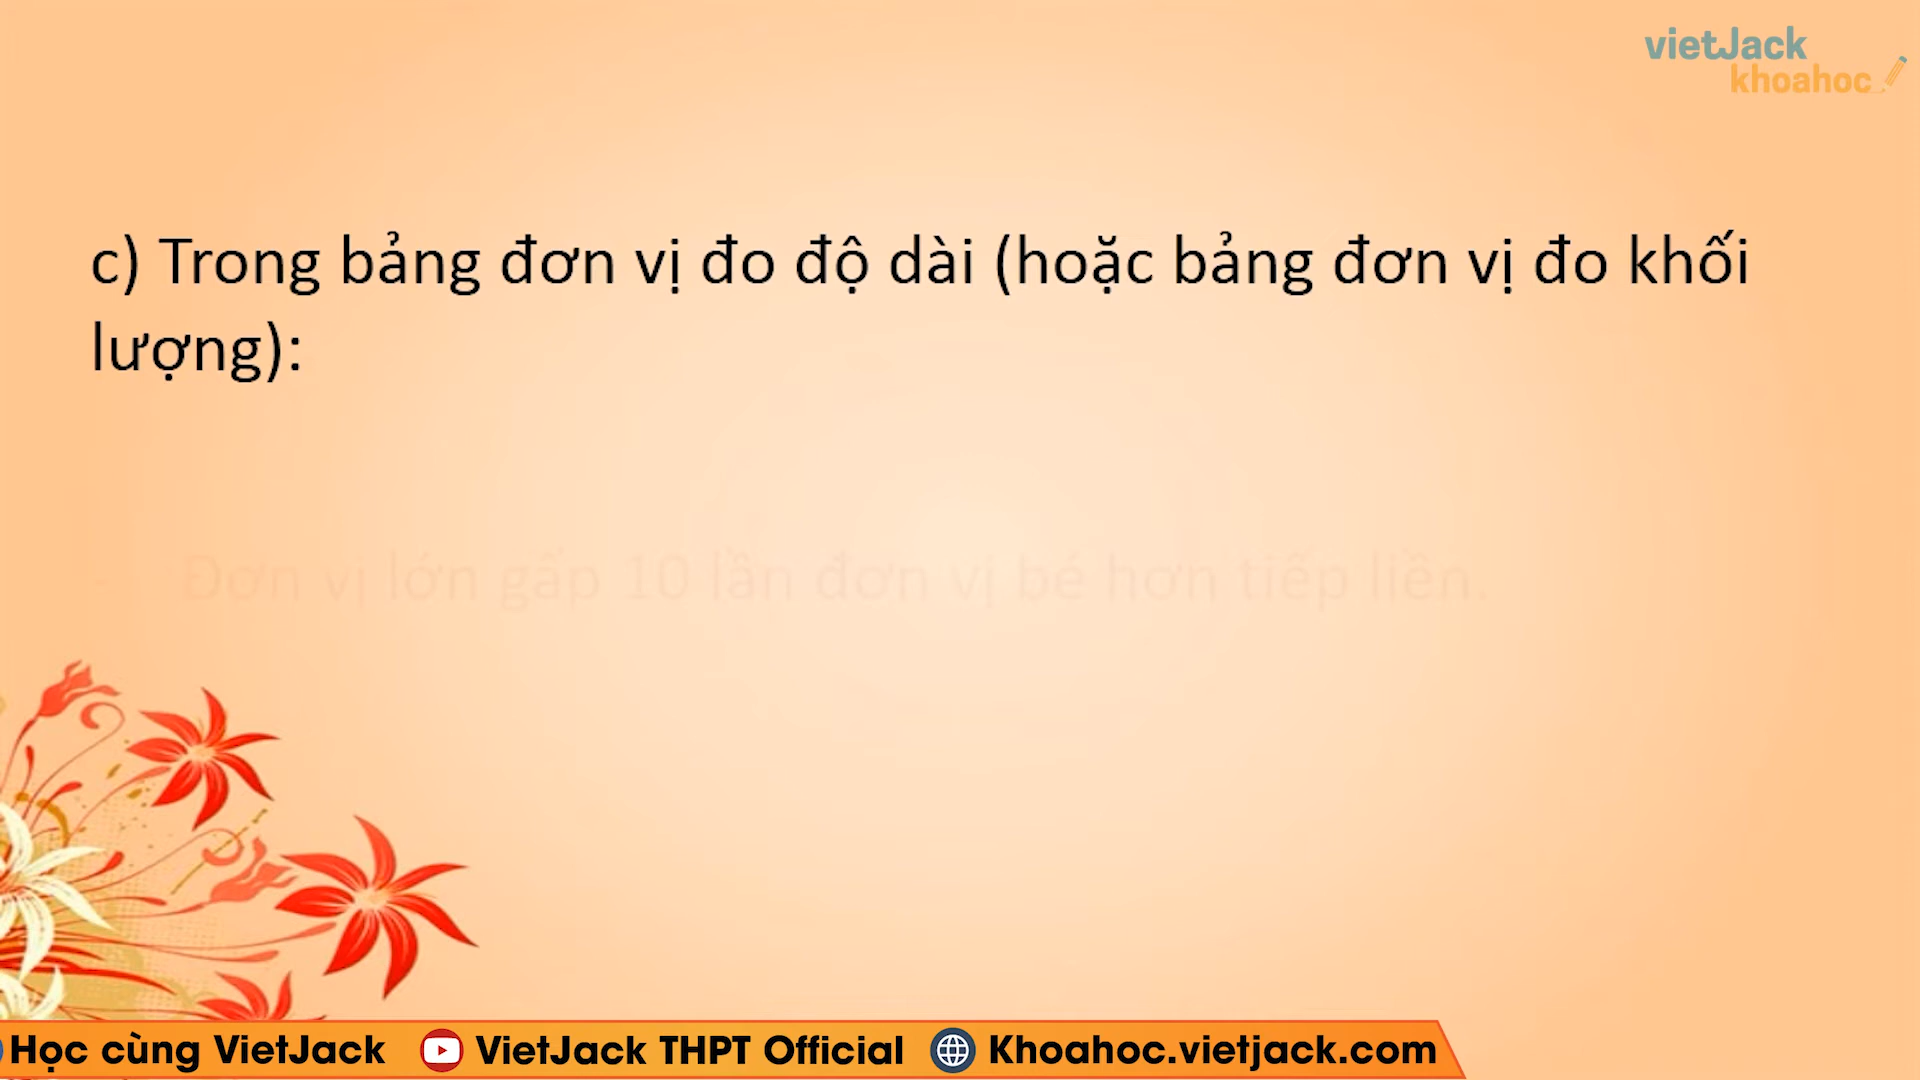 vietJack
khoahoc
c) Trong bảng đơn vị đo độ dài (hoặc bảng đơn vị đo khối
lượng):
- Đơn vị lớn gấp 10 lần đơn vị bé hơn tiếp liền.
Học cùng VietJack VietJack THPT Official Khoahoc.vietjack.com